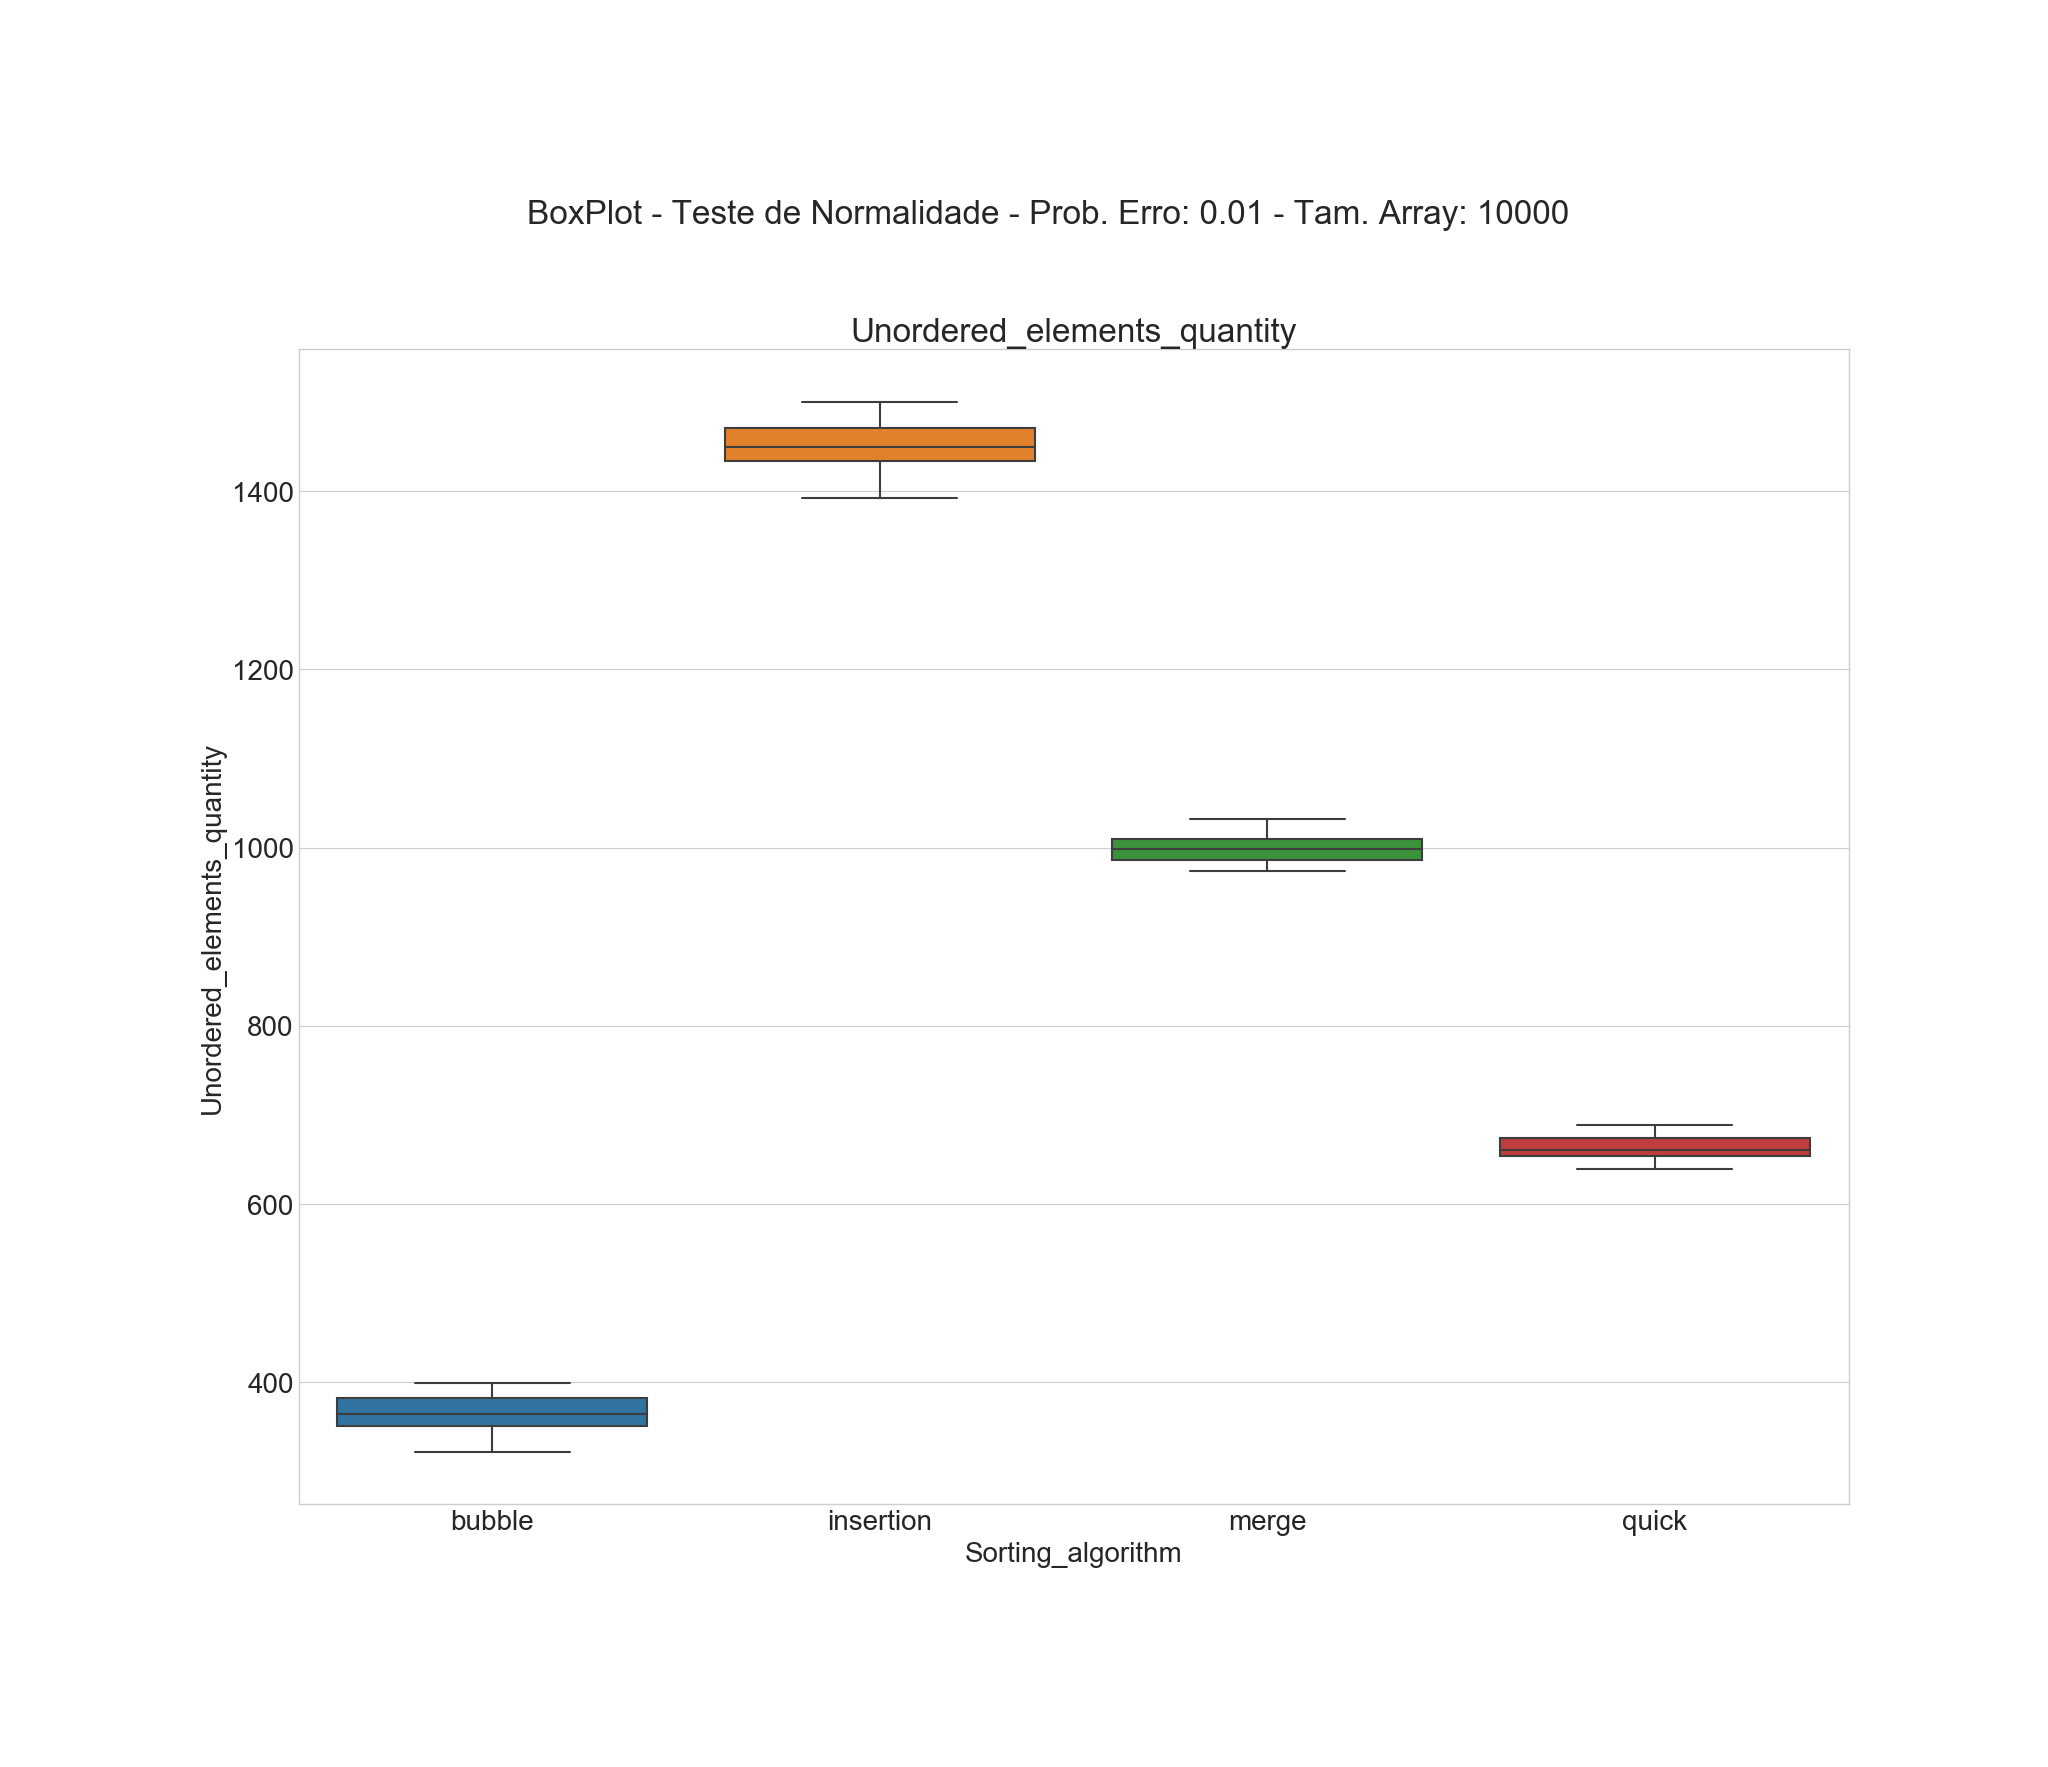 BoxPlot - Teste de Normalidade - Prob. Erro: 0.01 - Tam. Array: 10000
Unordered_elements_quantity
Unordered_elements_quantity
1400
1200
1000
800
600
400
bubble insertion merge quick
Sorting_algorithm